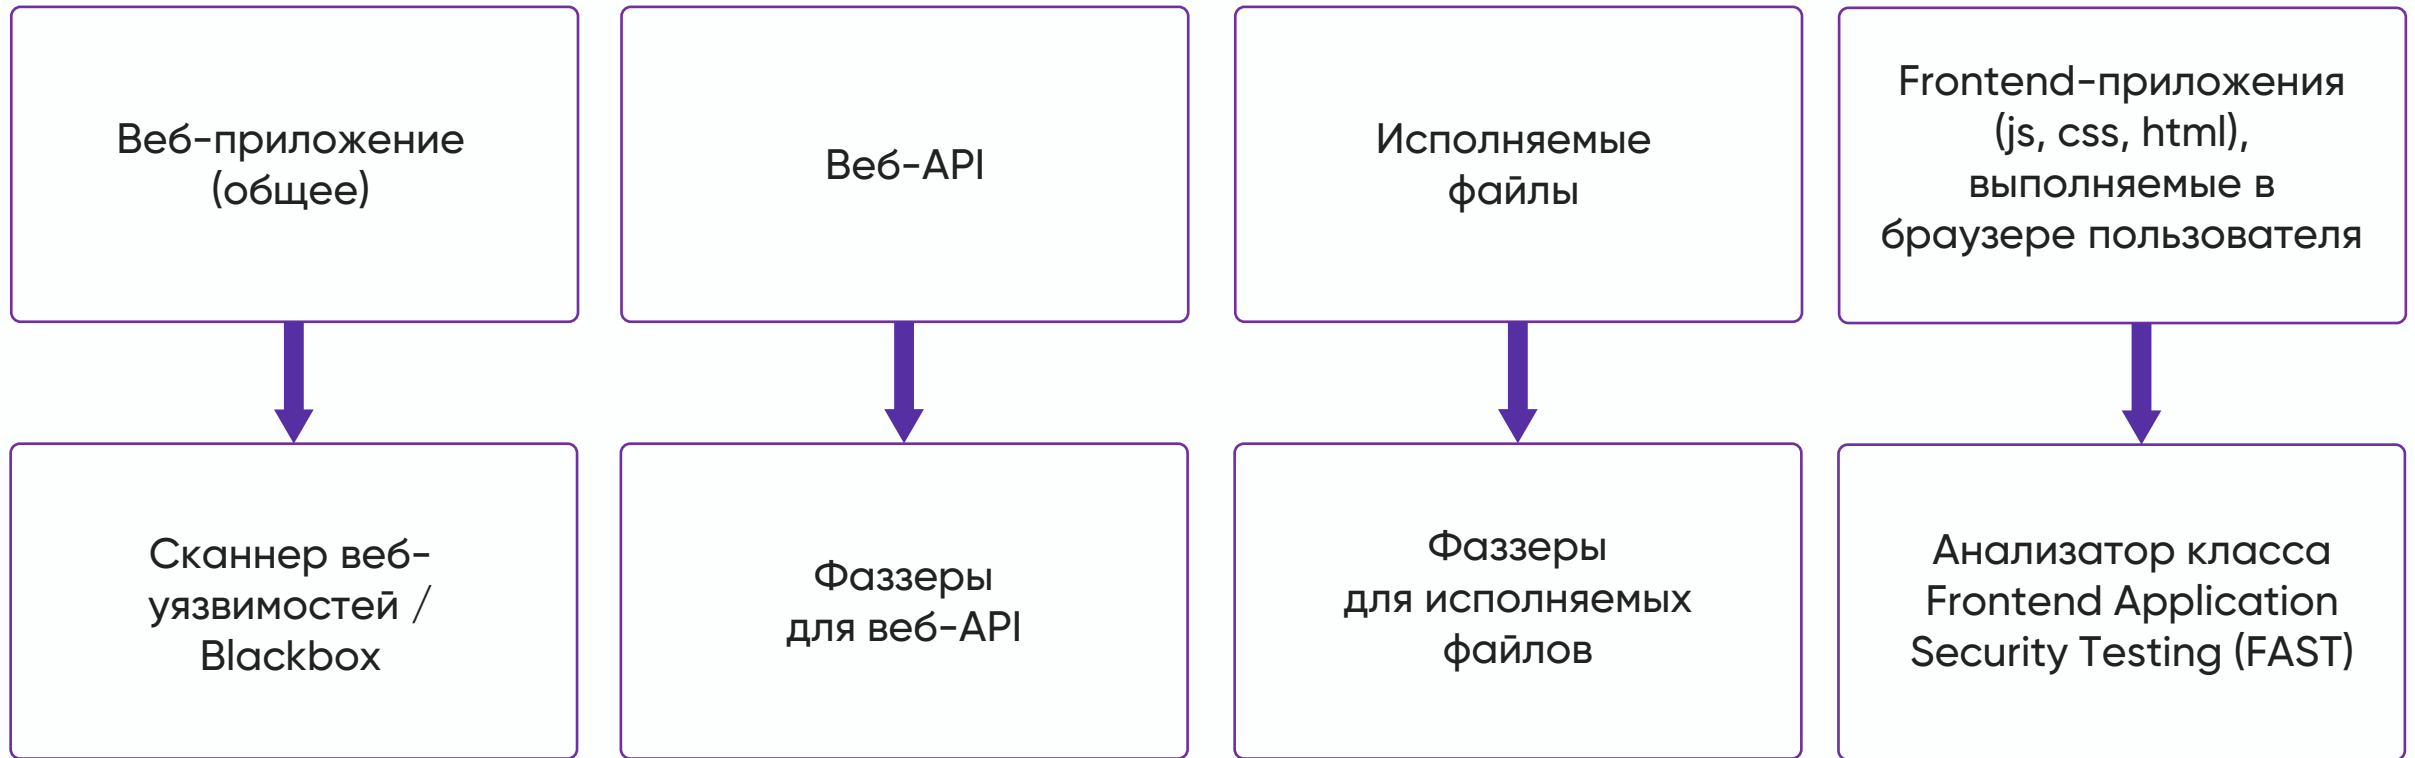 Веб-приложение
(общее)
Веб-API
Исполняемые
файлы
Frontend-приложения
(js, css, html),
выполняемые в
браузере пользователя
Сканнер веб-
уязвимостей /
Blackbox
Фаззеры
для веб-API
Фаззеры
для исполняемых
файлов
Анализатор класса
Frontend Application
Security Testing (FAST)